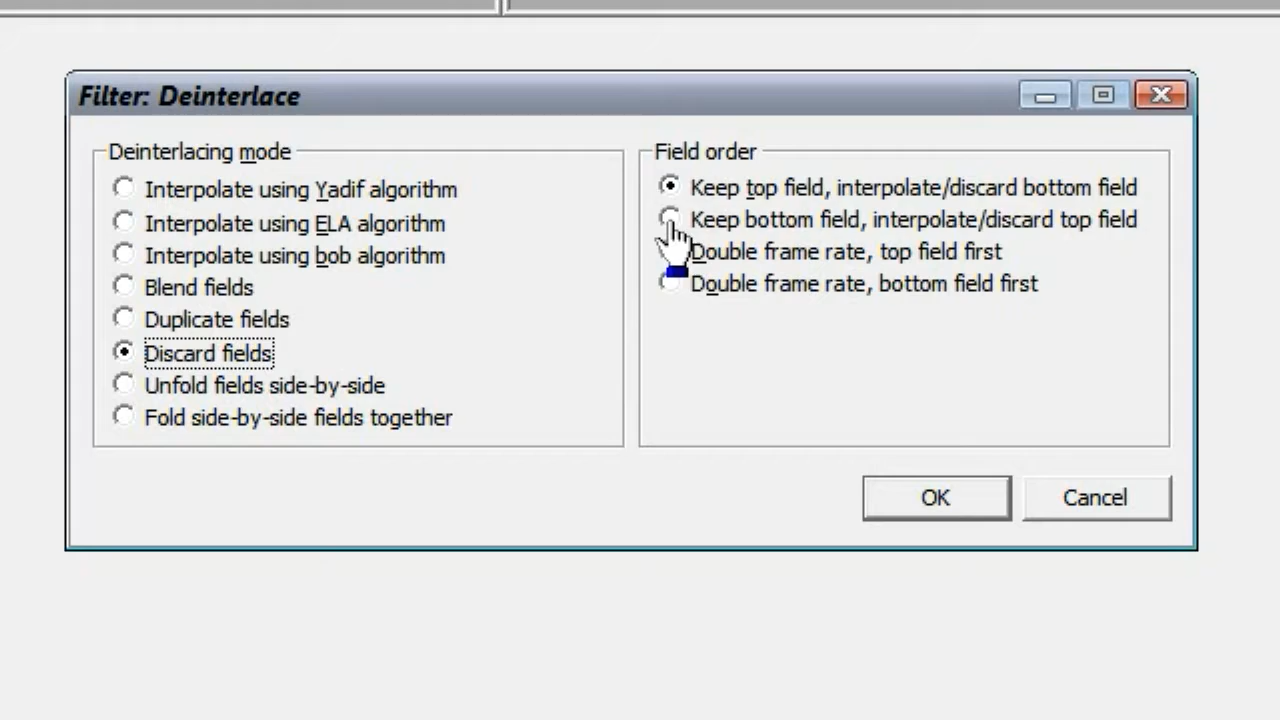 Filter: Deinterlace
Deinterlacing mode
Interpolate using Yadif algorithm
Interpolate using ELA algorithm
Interpolate using bob algorithm
Blend fields
Duplicate fields
Discard fields
Unfold fields side-by-side
Fold side-by-side fields together
Field order
Keep top field, interpolate/discard bottom field
Keep bottom field, interpolate/discard top field
Double frame rate, top field first
Double frame rate, bottom field first
OK
Cancel